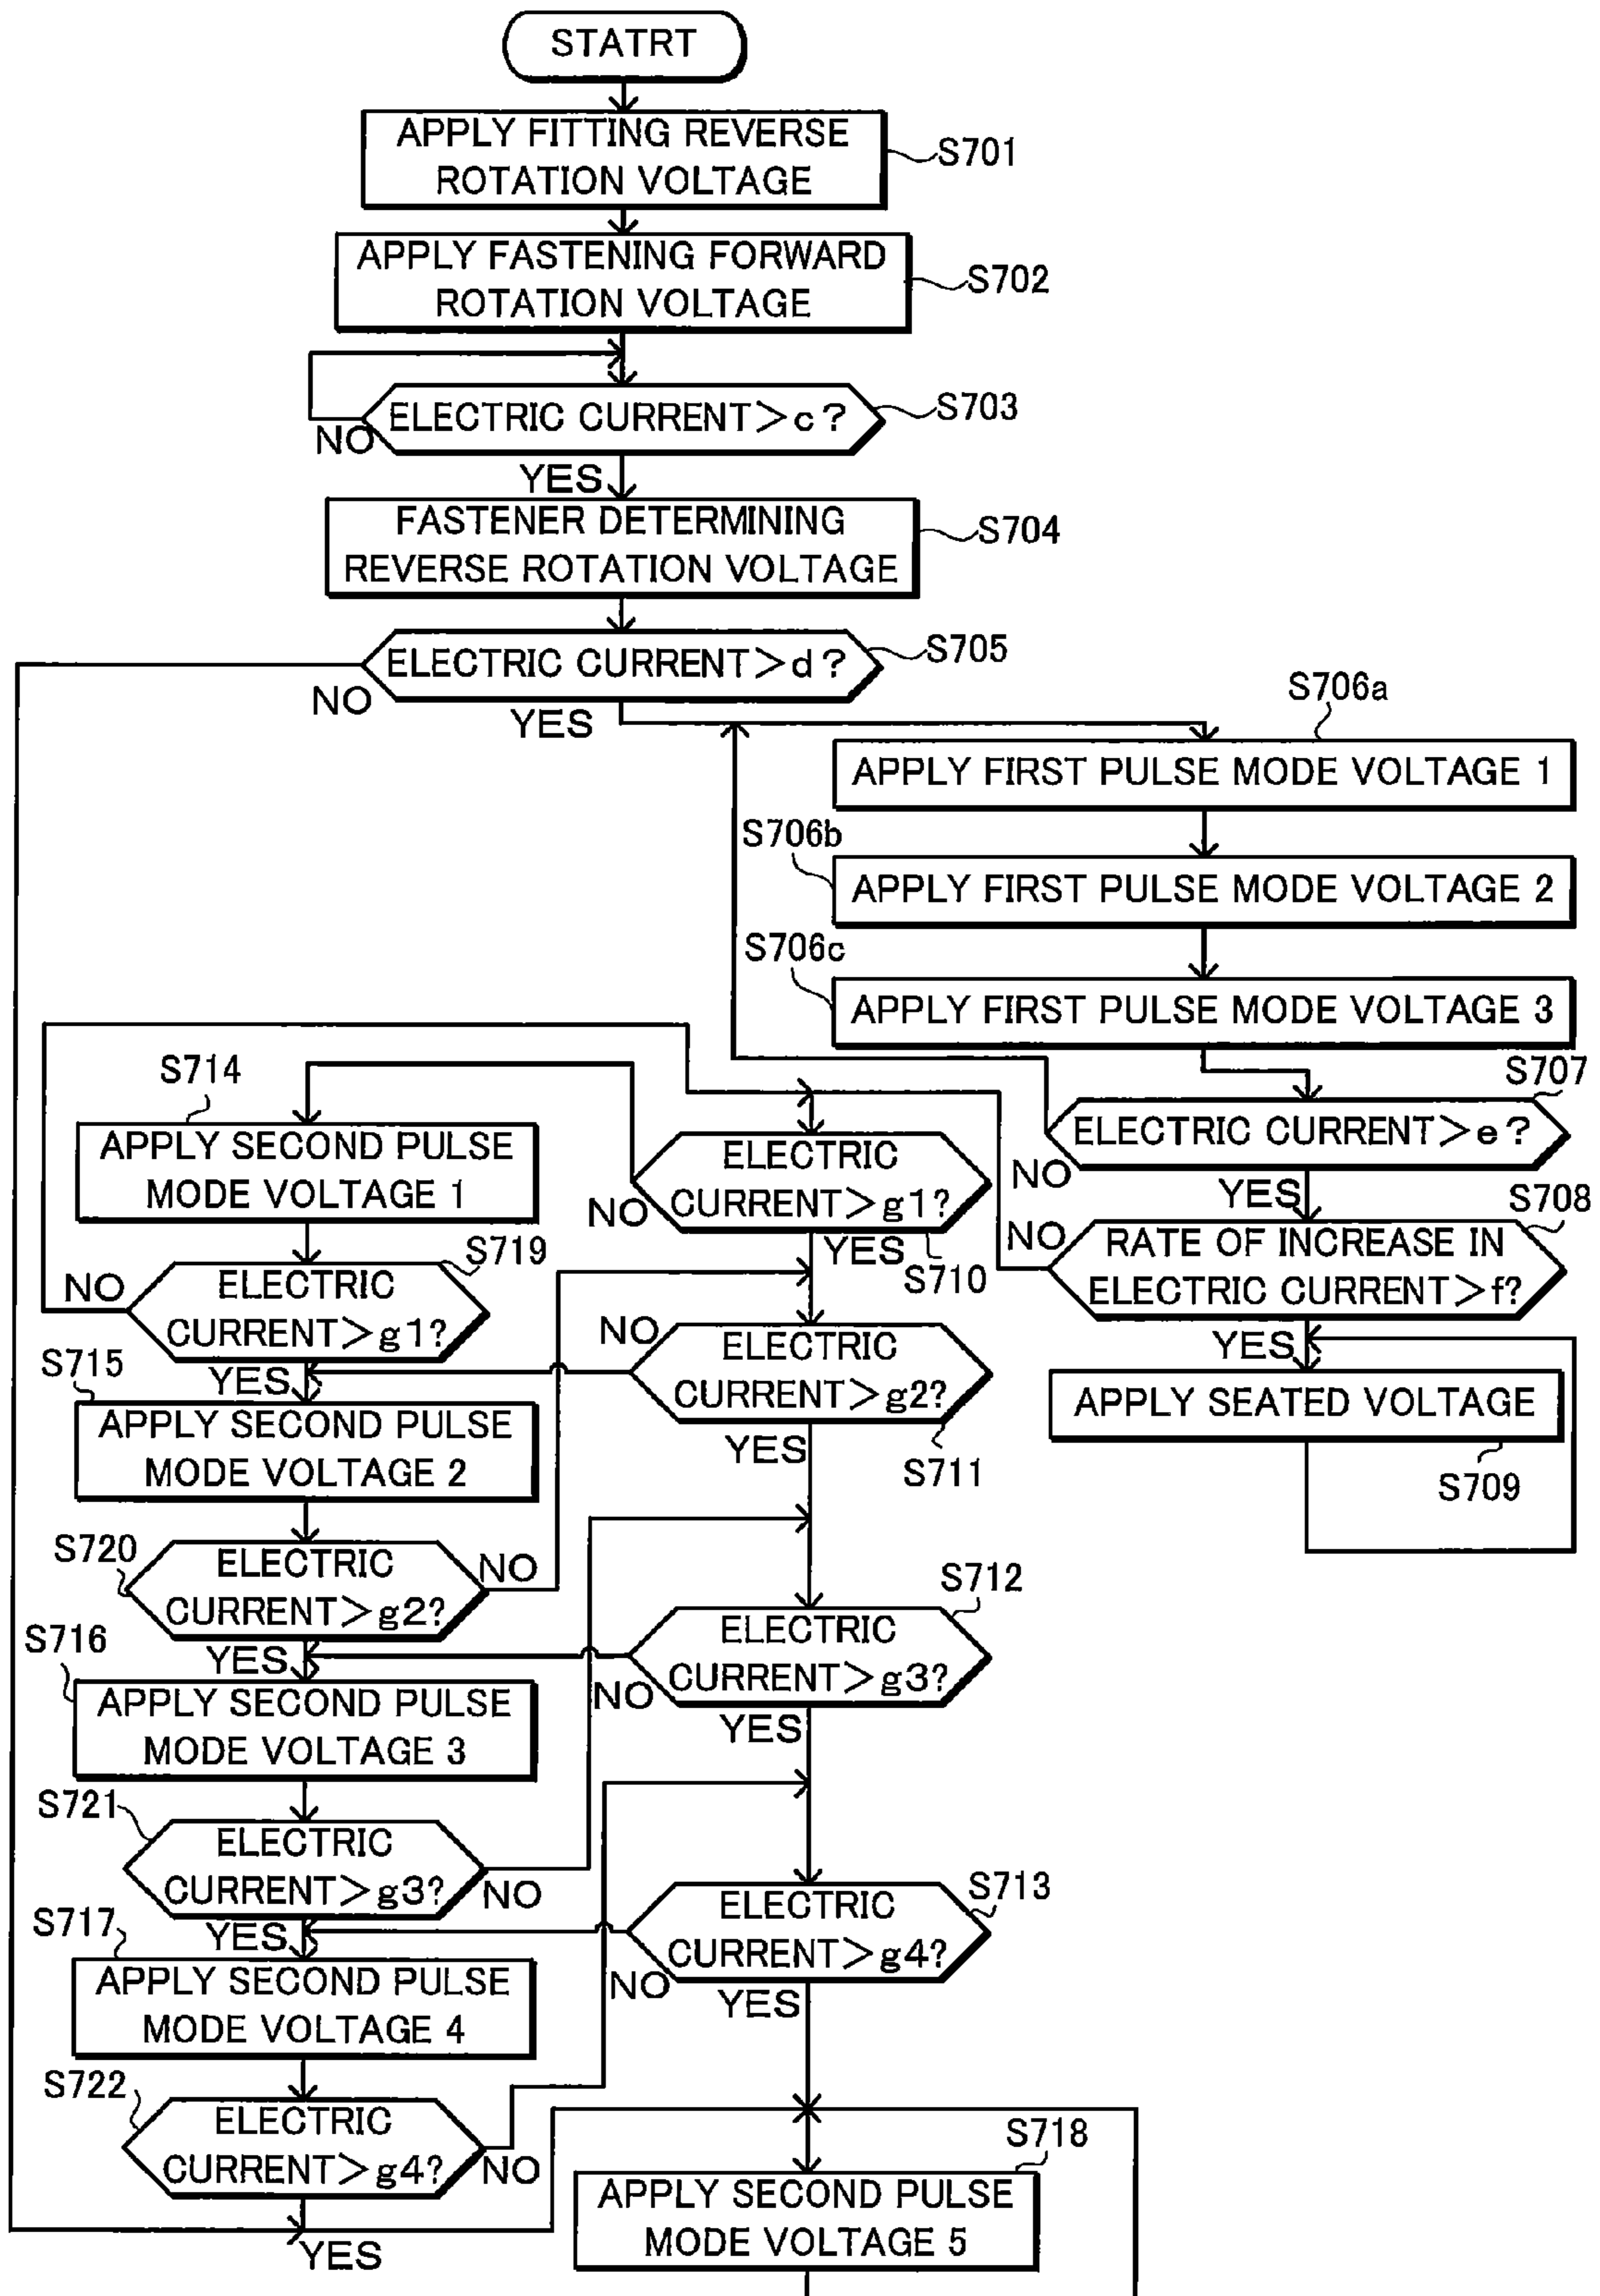 STATRT
APPLY FITTING REVERSE
ROTATION VOLTAGE
S701
APPLY FASTENING FORWARD
ROTATION VOLTAGE
S702
ELECTRIC CURRENT>c?
S703
NO
YES
FASTENER DETERMINING
REVERSE ROTATION VOLTAGE
S704
ELECTRIC CURRENT>d?
S705
NO
YES
S706a
APPLY FIRST PULSE MODE VOLTAGE 1
S706b
APPLY FIRST PULSE MODE VOLTAGE 2
S706c
APPLY FIRST PULSE MODE VOLTAGE 3
S707
ELECTRIC CURRENT>e?
NO
YES
S708
RATE OF INCREASE IN
ELECTRIC CURRENT>f?
NO
YES
APPLY SEATED VOLTAGE
S709
ELECTRIC
CURRENT>g1?
NO
YES
S710
S714
APPLY SECOND PULSE
MODE VOLTAGE 1
S719
ELECTRIC
CURRENT>g1?
NO
YES
ELECTRIC
CURRENT>g2?
NO
YES
S711
S715
APPLY SECOND PULSE
MODE VOLTAGE 2
S720
ELECTRIC
CURRENT>g2?
NO
YES
S712
ELECTRIC
CURRENT>g3?
NO
YES
S716
APPLY SECOND PULSE
MODE VOLTAGE 3
S721
ELECTRIC
CURRENT>g3?
NO
YES
S713
ELECTRIC
CURRENT>g4?
NO
YES
S717
APPLY SECOND PULSE
MODE VOLTAGE 4
S722
ELECTRIC
CURRENT>g4?
NO
YES
S718
APPLY SECOND PULSE
MODE VOLTAGE 5